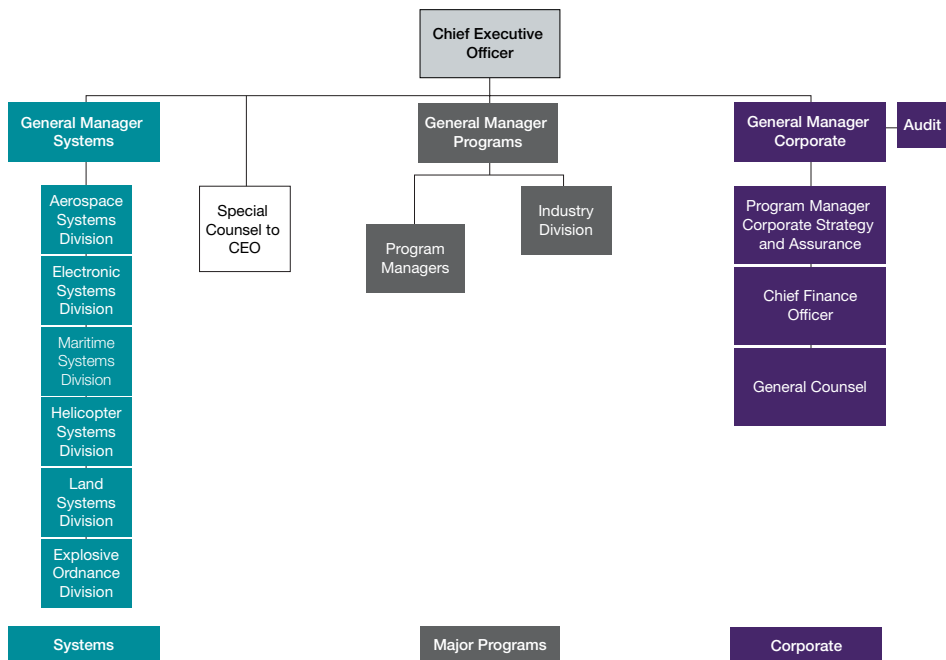 Chief Executive
Officer
General Manager
Systems
General Manager
Programs
General Manager
Corporate
Audit
Aerospace
Systems
Division
Electronic
Systems
Division
Maritime
Systems
Division
Helicopter
Systems
Division
Land
Systems
Division
Explosive
Ordnance
Division
Special
Counsel to
CEO
Program
Managers
Industry
Division
Program Manager
Corporate Strategy
and Assurance
Chief Finance
Officer
General Counsel
Systems
Major Programs
Corporate